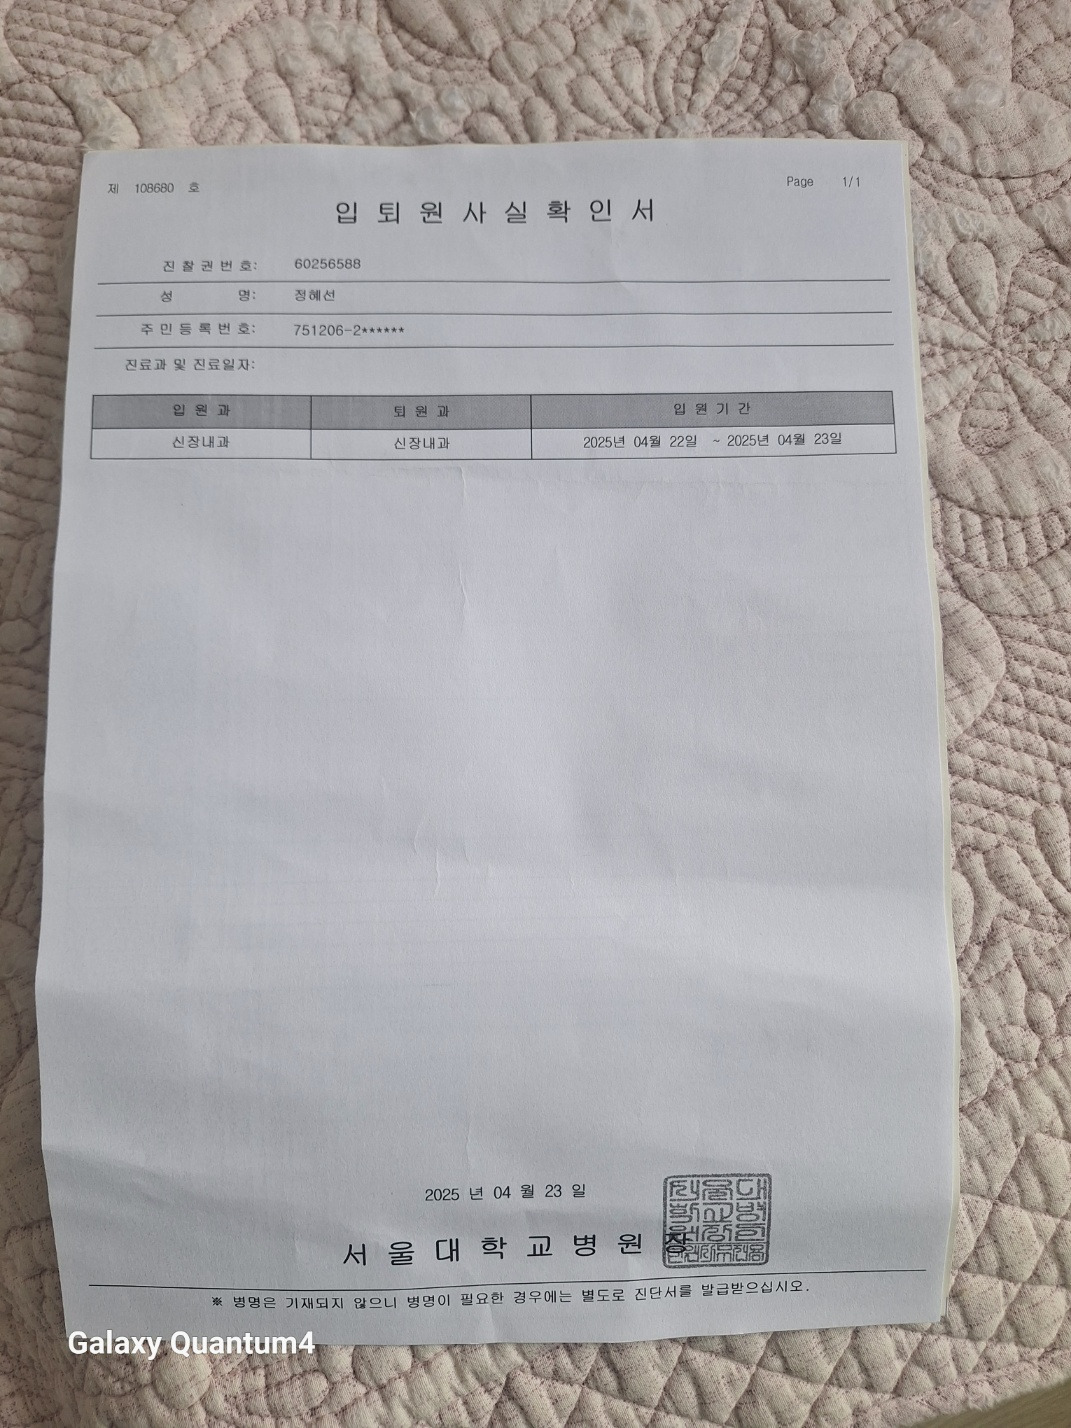 제 108680 호
Page 1/1
입 퇴 원 사 실 확 인 서
진 찰 권 번 호: 60256588
성 명: 정혜선
주 민 등 록 번 호: 751206-2******
진료과 및 진료일자:
입 원 과 퇴 원 과 입 원 기 간
신장내과 신장내과 2025년 04월 22일 ~ 2025년 04월 23일
2025 년 04 월 23 일
서 울 대 학 교 병 원 장
※ 병명은 기재되지 않으니 병명이 필요한 경우에는 별도로 진단서를 발급받으십시오.
Galaxy Quantum4